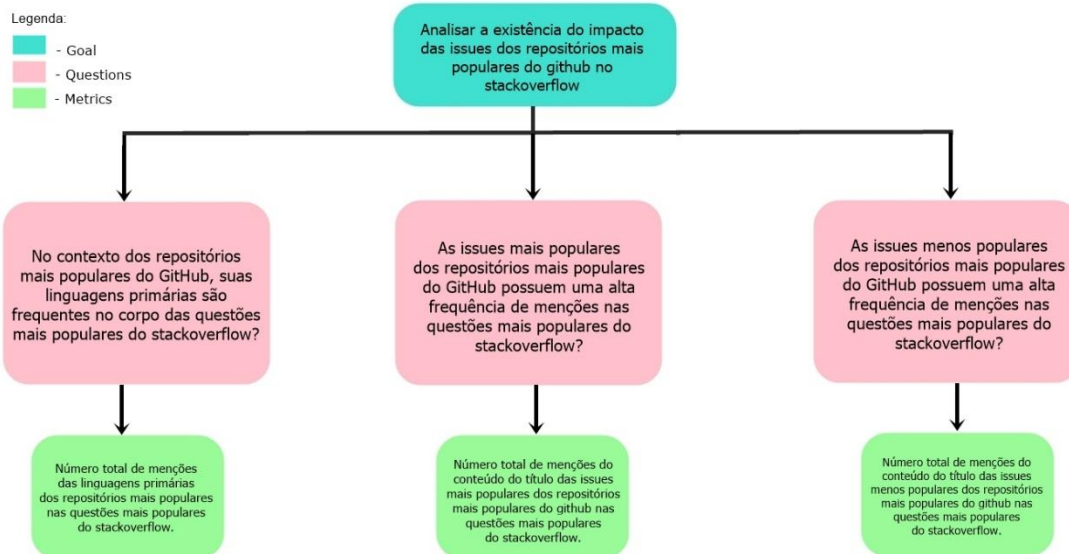 Legenda:
- Goal
- Questions
- Metrics
Analisar a existência do impacto
das issues dos repositórios mais
populares do github no
stackoverflow
No contexto dos repositórios
mais populares do GitHub, suas
linguagens primárias são
frequentes no corpo das questões
mais populares do stackoverflow?
As issues mais populares
dos repositórios mais populares
do GitHub possuem uma alta
frequência de menções nas
questões mais populares do
stackoverflow?
As issues menos populares
dos repositórios mais populares
do GitHub possuem uma alta
frequência de menções nas
questões mais populares do
stackoverflow?
Número total de menções
das linguagens primárias
dos repositórios mais populares
nas questões mais populares
do stackoverflow.
Número total de menções do
conteúdo do título das issues
mais populares dos repositórios
mais populares do github nas
questões mais populares
do stackoverflow.
Número total de menções do
conteúdo do título das issues
menos populares dos repositórios
mais populares do github nas
questões mais populares
do stackoverflow.